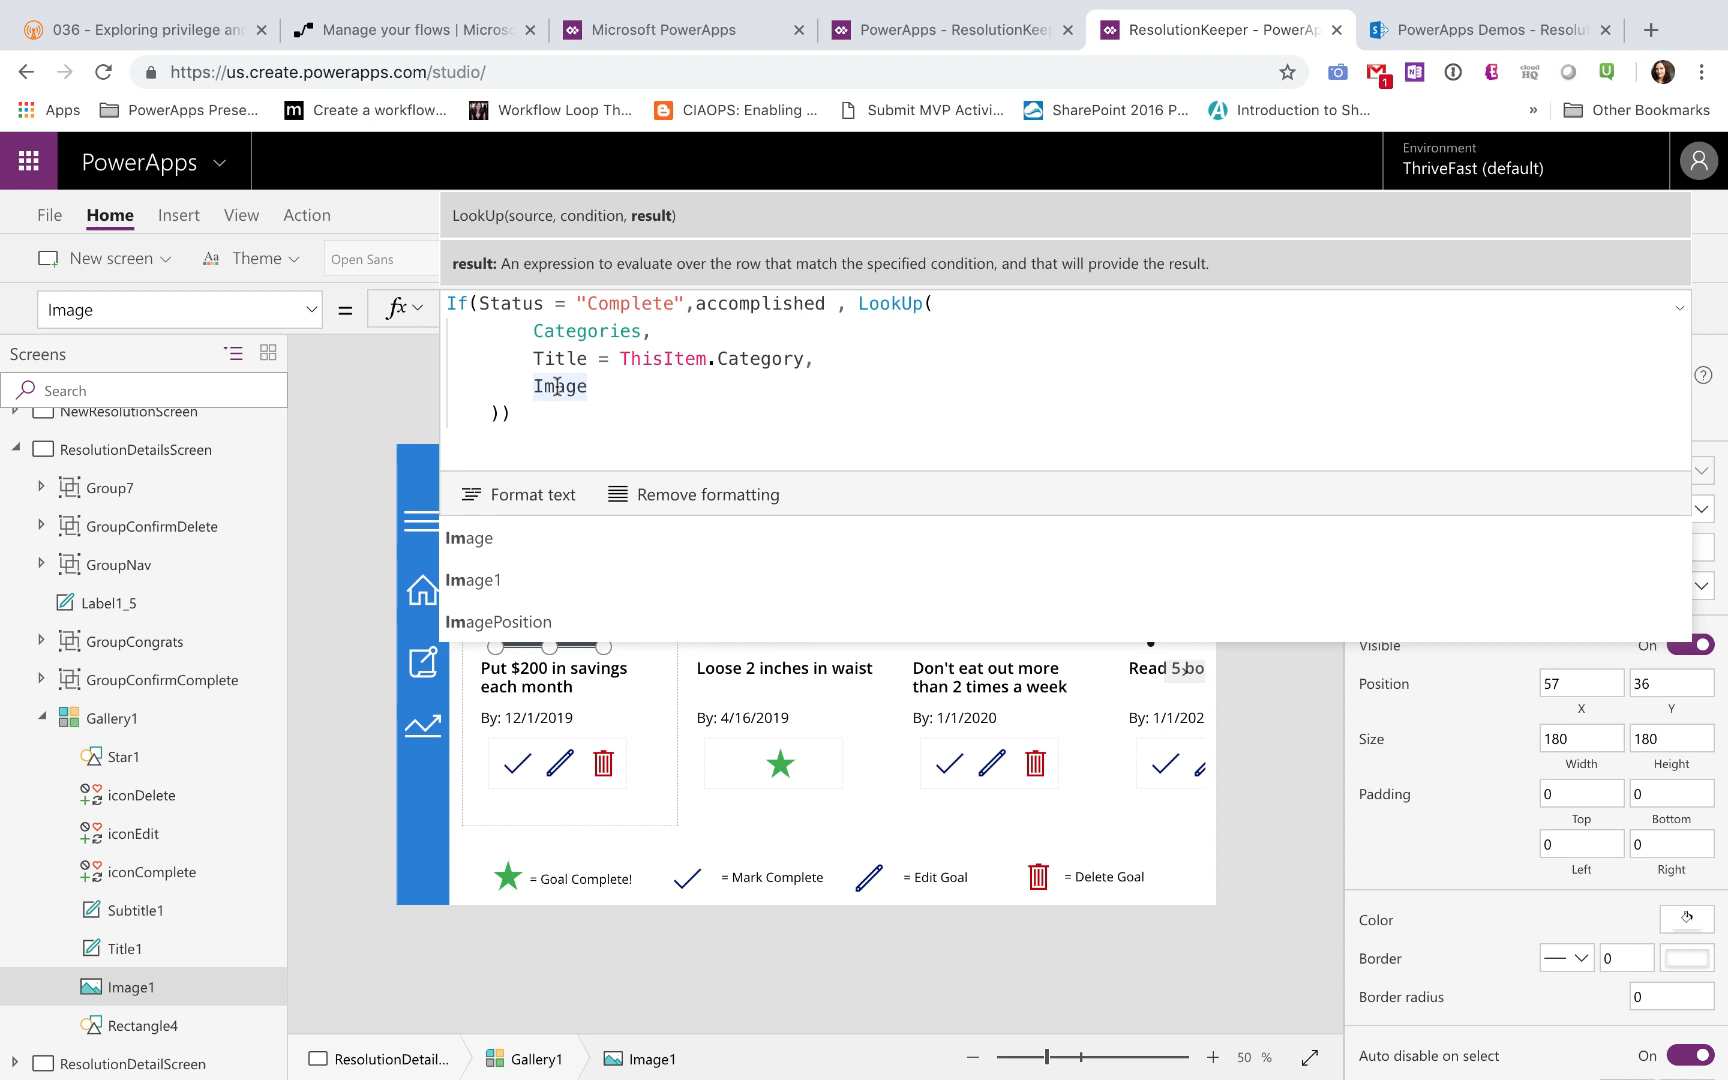 036 - Exploring privilege an
Manage your flows | Micros
Microsoft PowerApps
PowerApps - ResolutionKee
ResolutionKeeper - PowerA
PowerApps Demos - Resolu
https://us.create.powerapps.com/studio/
1
cloud
HQ
Apps
PowerApps Prese...
Create a workflow...
Workflow Loop Th...
CIAOPS: Enabling ...
Submit MVP Activi...
SharePoint 2016 P...
Introduction to Sh...
»
Other Bookmarks
PowerApps
Environment
ThriveFast (default)
File
Home
Insert
View
Action
LookUp(source, condition, result)
New screen
Theme
Open Sans
result: An expression to evaluate over the row that match the specified condition, and that will provide the result.
Image
=
fx
If(Status = "Complete",accomplished , LookUp(
Categories,
Title = ThisItem.Category,
Image
))
Screens
Search
NewResolutionScreen
ResolutionDetailsScreen
Group7
GroupConfirmDelete
GroupNav
Label1_5
GroupCongrats
GroupConfirmComplete
Gallery1
Star1
iconDelete
iconEdit
iconComplete
Subtitle1
Title1
Image1
Rectangle4
ResolutionDetailScreen
Format text
Remove formatting
Image
Image1
ImagePosition
Put $200 in savings
each month
By: 12/1/2019
Loose 2 inches in waist
By: 4/16/2019
Don't eat out more
than 2 times a week
By: 1/1/2020
Read 5 bo
By: 1/1/202
= Goal Complete!
= Mark Complete
= Edit Goal
= Delete Goal
Visible
On
Position
57
36
X
Y
Size
180
180
Width
Height
Padding
0
0
Top
Bottom
0
0
Left
Right
Color
Border
0
Border radius
0
Auto disable on select
On
ResolutionDetail...
Gallery1
Image1
50 %